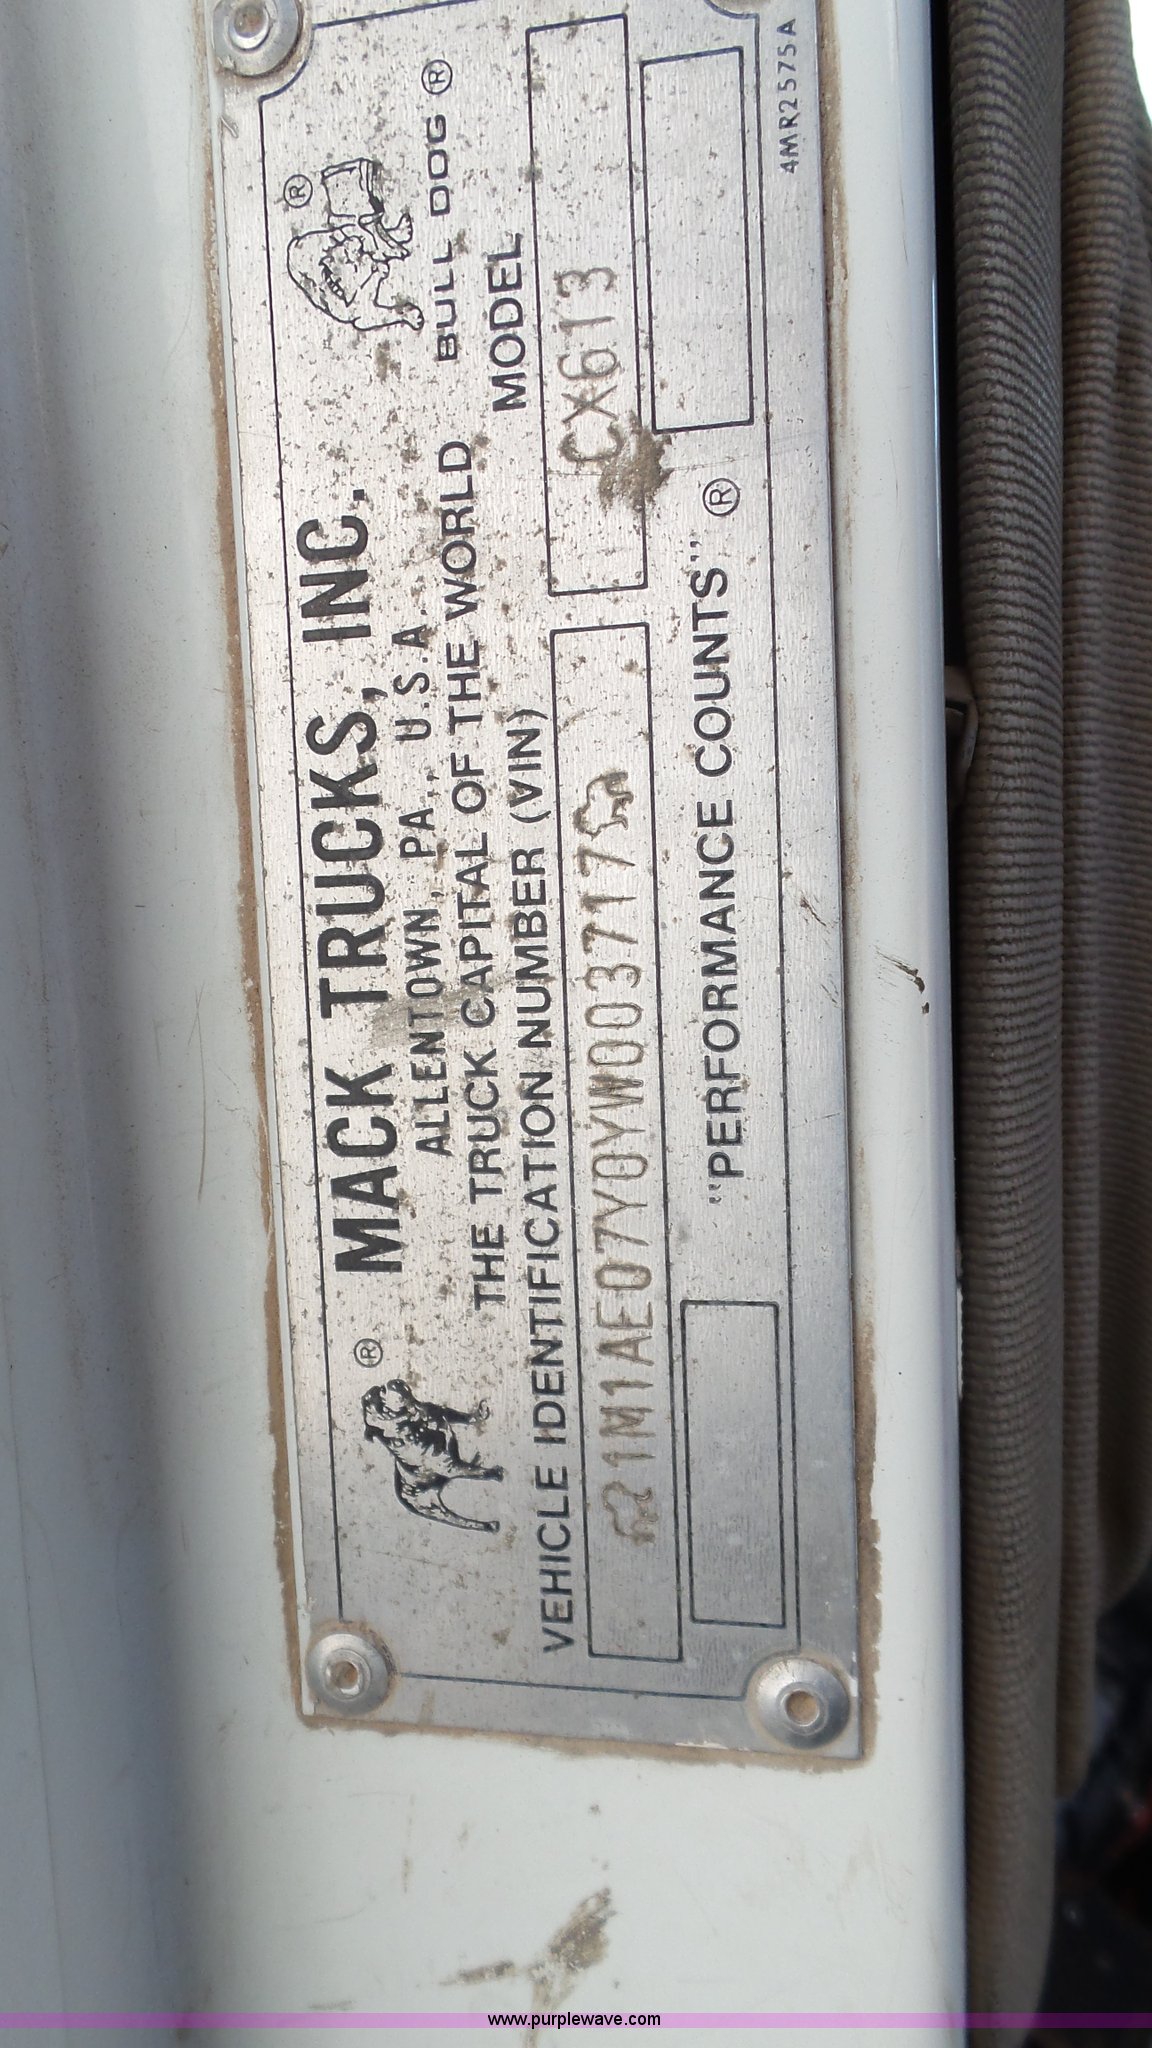 MACK TRUCKS, INC.
ALLENTOWN, PA., U.S.A.
THE TRUCK CAPITAL OF THE WORLD
BULL DOG ®
VEHICLE IDENTIFICATION NUMBER (VIN)
MODEL
1M1AE07Y0YW003717
CX613
"PERFORMANCE COUNTS" ®
4MR2575A
www.purplewave.com